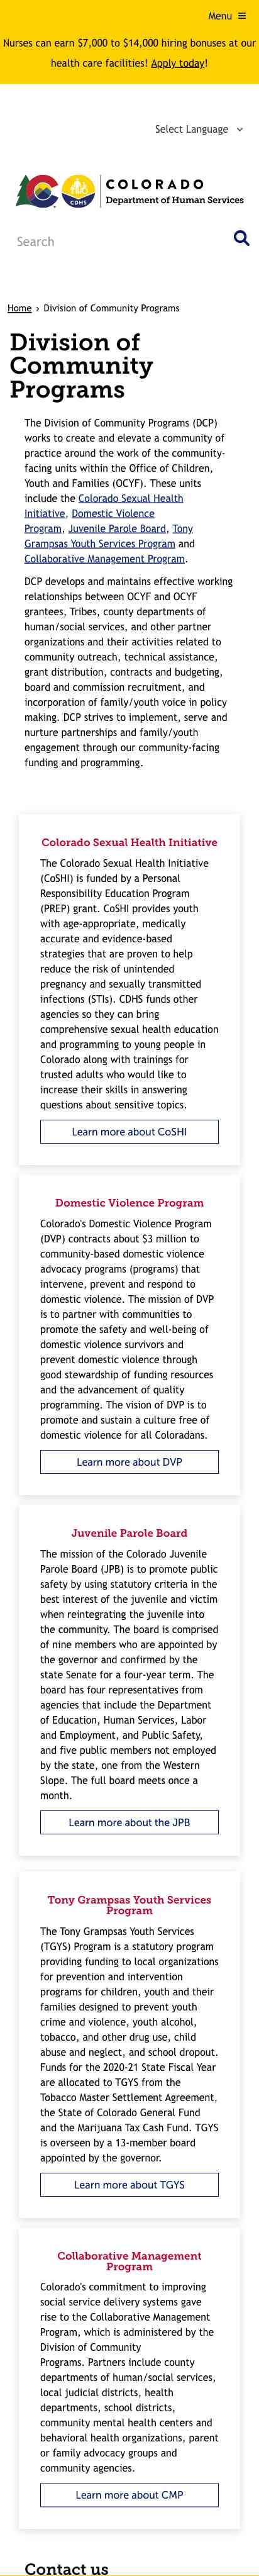 Menu ≡
Nurses can earn $7,000 to $14,000 hiring bonuses at our
health care facilities! Apply today!
Select Language
CDHS
COLORADO
Department of Human Services
Search
Home › Division of Community Programs
Division of
Community
Programs
The Division of Community Programs (DCP)
works to create and elevate a community of
practice around the work of the community-
facing units within the Office of Children,
Youth and Families (OCYF). These units
include the Colorado Sexual Health
Initiative, Domestic Violence
Program, Juvenile Parole Board, Tony
Grampsas Youth Services Program and
Collaborative Management Program.
DCP develops and maintains effective working
relationships between OCYF and OCYF
grantees, Tribes, county departments of
human/social services, and other partner
organizations and their activities related to
community outreach, technical assistance,
grant distribution, contracts and budgeting,
board and commission recruitment, and
incorporation of family/youth voice in policy
making. DCP strives to implement, serve and
nurture partnerships and family/youth
engagement through our community-facing
funding and programming.
Colorado Sexual Health Initiative
The Colorado Sexual Health Initiative
(CoSHI) is funded by a Personal
Responsibility Education Program
(PREP) grant. CoSHI provides youth
with age-appropriate, medically
accurate and evidence-based
strategies that are proven to help
reduce the risk of unintended
pregnancy and sexually transmitted
infections (STIs). CDHS funds other
agencies so they can bring
comprehensive sexual health education
and programming to young people in
Colorado along with trainings for
trusted adults who would like to
increase their skills in answering
questions about sensitive topics.
Learn more about CoSHI
Domestic Violence Program
Colorado's Domestic Violence Program
(DVP) contracts about $3 million to
community-based domestic violence
advocacy programs (programs) that
intervene, prevent and respond to
domestic violence. The mission of DVP
is to partner with communities to
promote the safety and well-being of
domestic violence survivors and
prevent domestic violence through
good stewardship of funding resources
and the advancement of quality
programming. The vision of DVP is to
promote and sustain a culture free of
domestic violence for all Coloradans.
Learn more about DVP
Juvenile Parole Board
The mission of the Colorado Juvenile
Parole Board (JPB) is to promote public
safety by using statutory criteria in the
best interest of the juvenile and victim
when reintegrating the juvenile into
the community. The board is comprised
of nine members who are appointed by
the governor and confirmed by the
state Senate for a four-year term. The
board has four representatives from
agencies that include the Department
of Education, Human Services, Labor
and Employment, and Public Safety,
and five public members not employed
by the state, one from the Western
Slope. The full board meets once a
month.
Learn more about the JPB
Tony Grampsas Youth Services
Program
The Tony Grampsas Youth Services
(TGYS) Program is a statutory program
providing funding to local organizations
for prevention and intervention
programs for children, youth and their
families designed to prevent youth
crime and violence, youth alcohol,
tobacco, and other drug use, child
abuse and neglect, and school dropout.
Funds for the 2020-21 State Fiscal Year
are allocated to TGYS from the
Tobacco Master Settlement Agreement,
the State of Colorado General Fund
and the Marijuana Tax Cash Fund. TGYS
is overseen by a 13-member board
appointed by the governor.
Learn more about TGYS
Collaborative Management
Program
Colorado's commitment to improving
social service delivery systems gave
rise to the Collaborative Management
Program, which is administered by the
Division of Community
Programs. Partners include county
departments of human/social services,
local judicial districts, health
departments, school districts,
community mental health centers and
behavioral health organizations, parent
or family advocacy groups and
community agencies.
Learn more about CMP
Contact us